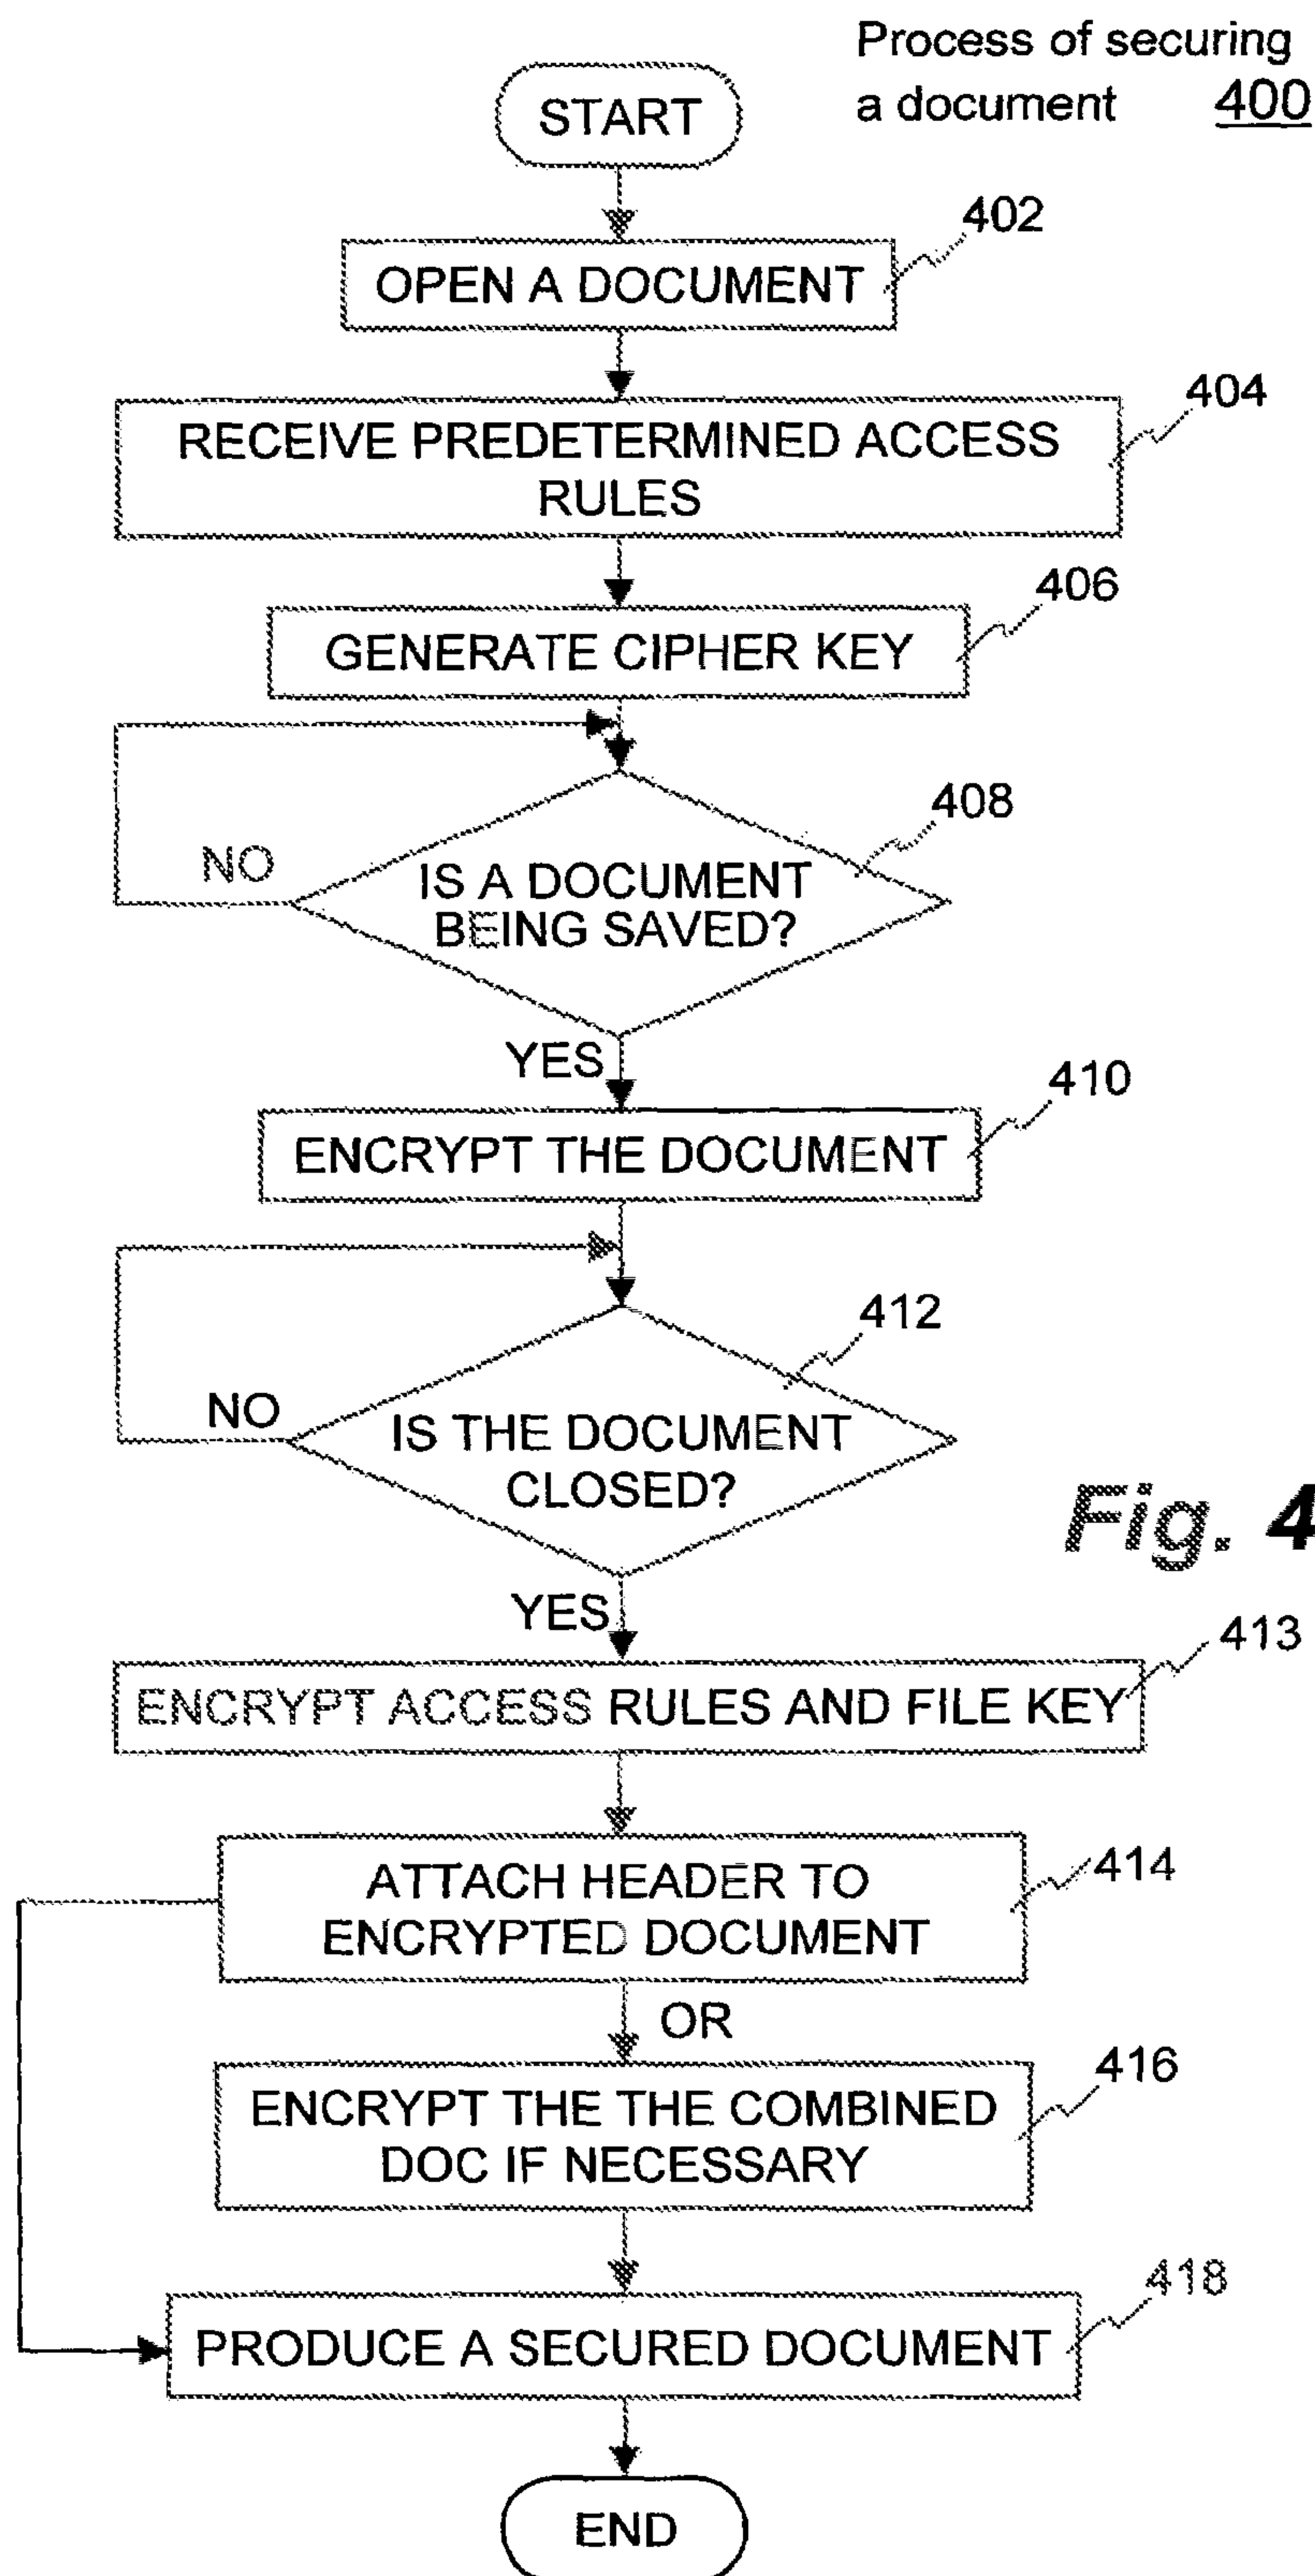 Process of securing
a document 400
START
402
OPEN A DOCUMENT
404
RECEIVE PREDETERMINED ACCESS
RULES
406
GENERATE CIPHER KEY
408
NO
IS A DOCUMENT
BEING SAVED?
YES
410
ENCRYPT THE DOCUMENT
412
NO
IS THE DOCUMENT
CLOSED?
Fig. 4
YES
413
ENCRYPT ACCESS RULES AND FILE KEY
414
ATTACH HEADER TO
ENCRYPTED DOCUMENT
OR
416
ENCRYPT THE THE COMBINED
DOC IF NECESSARY
418
PRODUCE A SECURED DOCUMENT
END